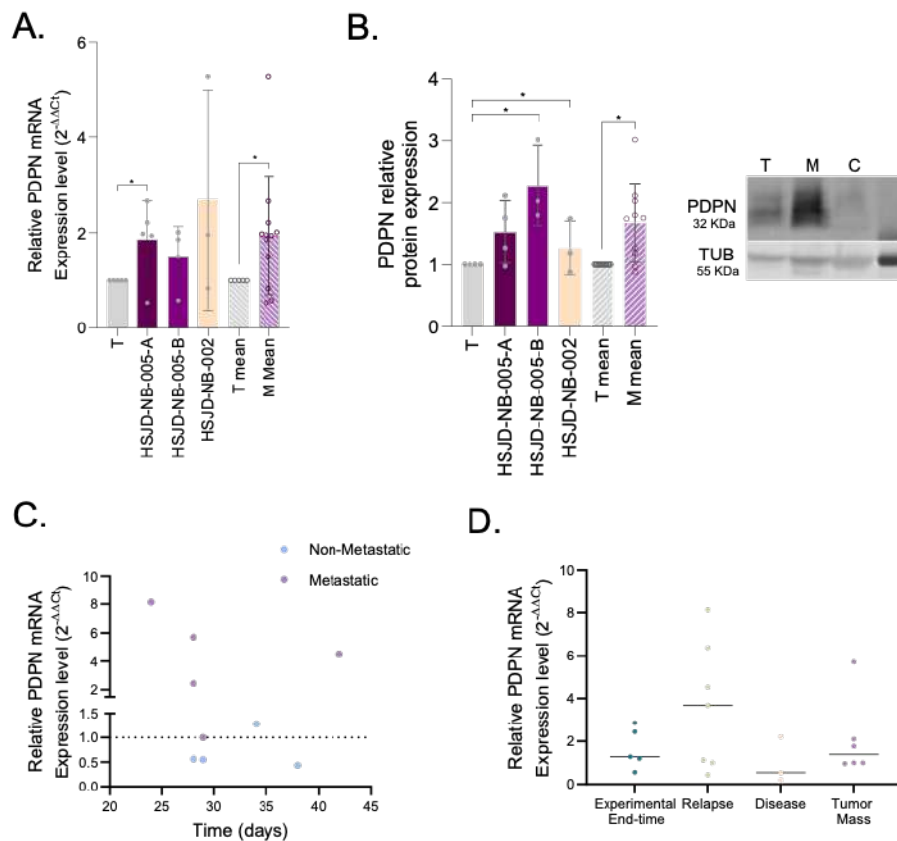 A.
Relative PDPN mRNA
Expression level (2-ΔΔCt)
6
4
2
0
T
HSJD-NB-005-A
HSJD-NB-005-B
HSJD-NB-002
T mean
M Mean
*
*
B.
PDPN relative
protein expression
4
3
2
1
0
T
HSJD-NB-005-A
HSJD-NB-005-B
HSJD-NB-002
T mean
M mean
*
*
*
T M C
PDPN
32 KDa
TUB
55 KDa
C.
Non-Metastatic
Metastatic
Relative PDPN mRNA
Expression level (2-ΔΔCt)
10
8
6
4
2
1.5
1.0
0.5
0.0
20 25 30 35 40 45
Time (days)
D.
Relative PDPN mRNA
Expression level (2-ΔΔCt)
10
8
6
4
2
0
Experimental
End-time
Relapse
Disease
Tumor
Mass